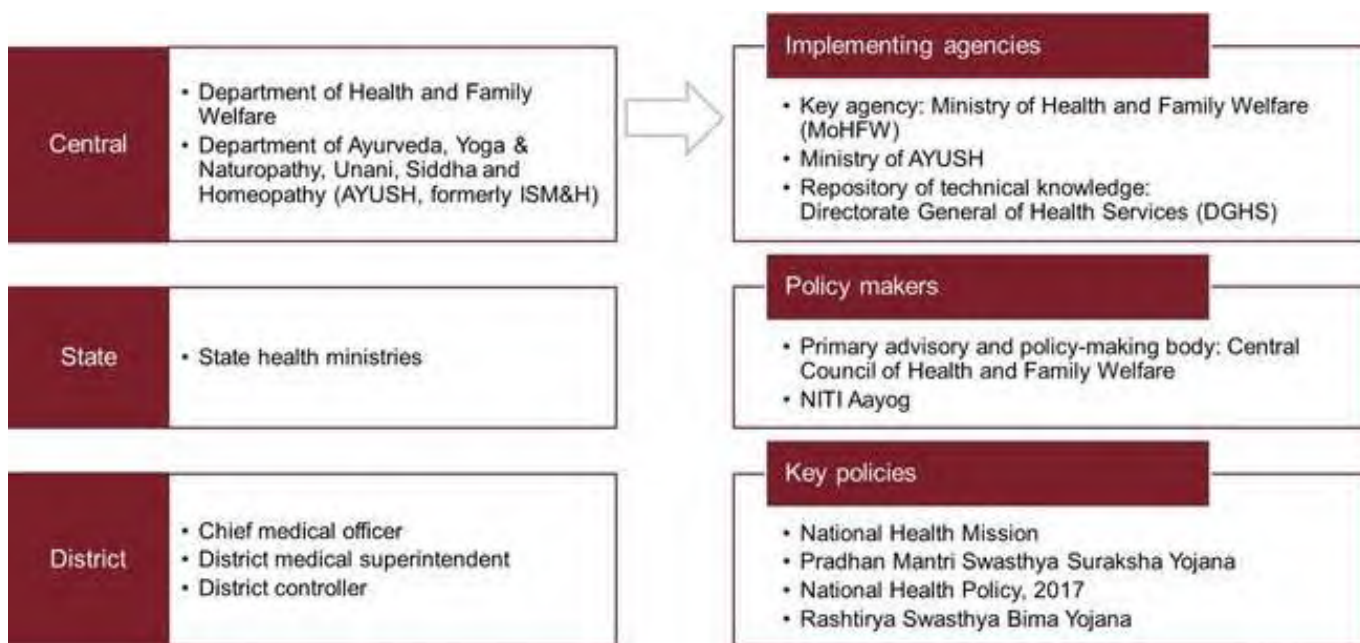 Central
• Department of Health and Family
Welfare
• Department of Ayurveda, Yoga &
Naturopathy, Unani, Siddha and
Homeopathy (AYUSH, formerly ISM&H)
Implementing agencies
• Key agency: Ministry of Health and Family Welfare
(MoHFW)
• Ministry of AYUSH
• Repository of technical knowledge:
Directorate General of Health Services (DGHS)
State
• State health ministries
Policy makers
• Primary advisory and policy-making body: Central
Council of Health and Family Welfare
• NITI Aayog
District
• Chief medical officer
• District medical superintendent
• District controller
Key policies
• National Health Mission
• Pradhan Mantri Swasthya Suraksha Yojana
• National Health Policy, 2017
• Rashtirya Swasthya Bima Yojana